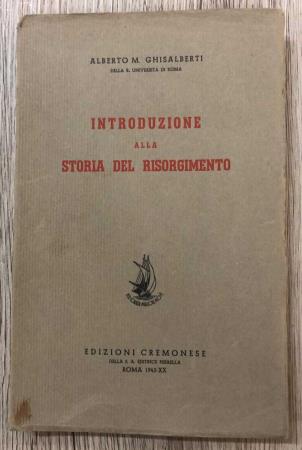 ALBERTO M. GHISALBERTI
DELLA R. UNIVERSITÀ DI ROMA
INTRODUZIONE
ALLA
STORIA DEL RISORGIMENTO
EDIZIONI CREMONESE
DELLA S. A. EDITRICE PERRELLA
ROMA 1942-XX